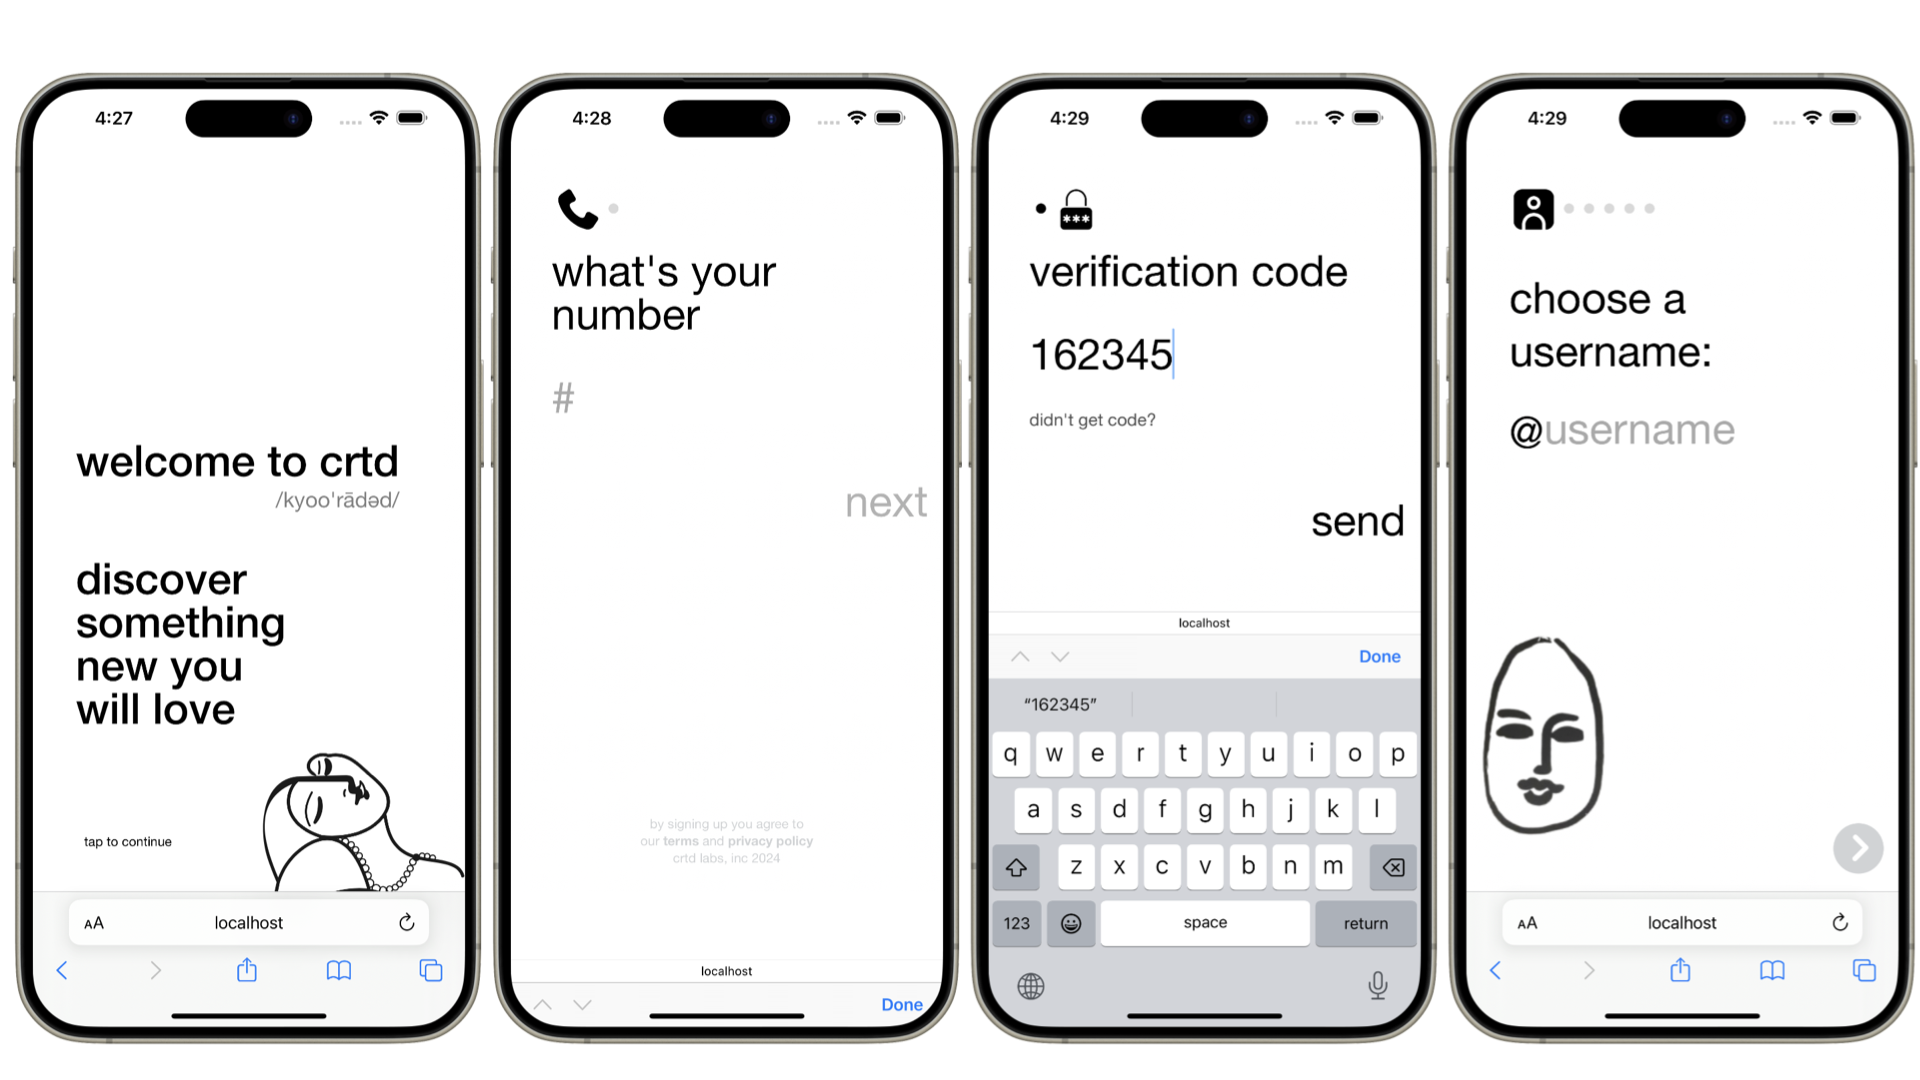 4:27
welcome to crtd
/kyoo'rādəd/
discover
something
new you
will love
tap to continue
AA
localhost
4:28
what's your
number
#
next
by signing up you agree to
our terms and privacy policy
crtd labs, inc 2024
localhost
Done
4:29
***
verification code
162345
didn't get code?
send
localhost
Done
“162345”
q w e r t y u i o p
a s d f g h j k l
z x c v b n m
123 space return
4:29
choose a
username:
@username
AA
localhost